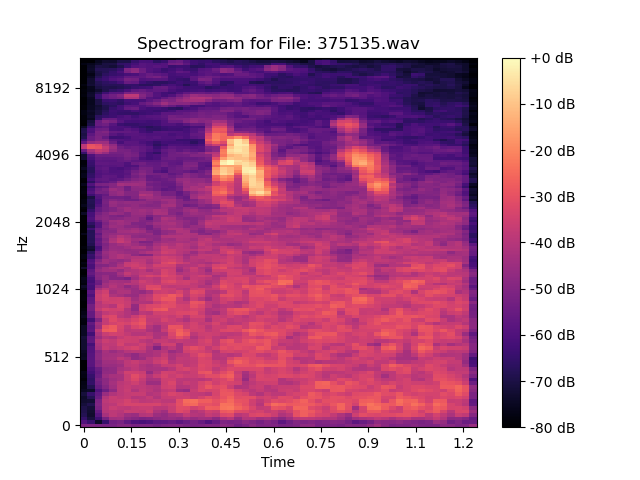 Spectrogram for File: 375135.wav
8192
4096
2048
1024
512
0
Hz
0 0.15 0.3 0.45 0.6 0.75 0.9 1.1 1.2
Time
+0 dB
-10 dB
-20 dB
-30 dB
-40 dB
-50 dB
-60 dB
-70 dB
-80 dB